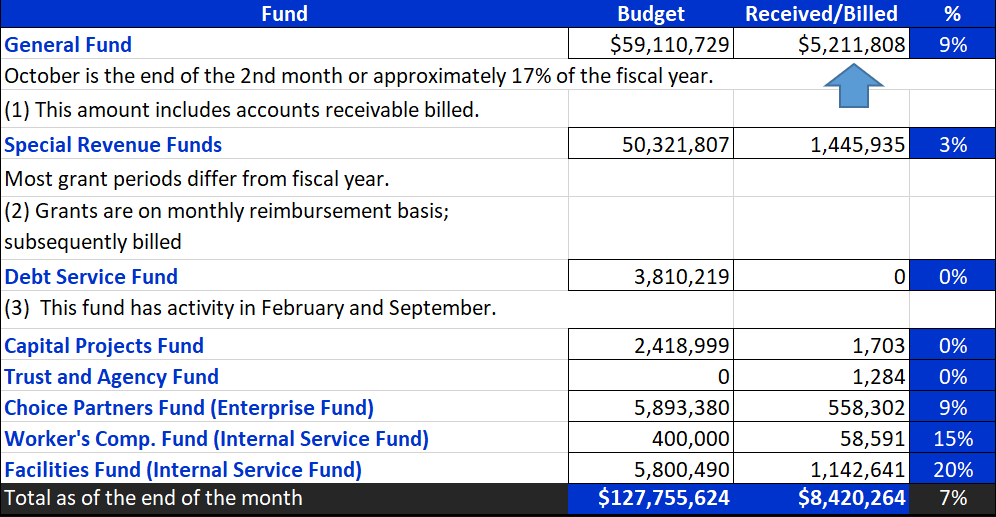 Fund Budget Received/Billed %
General Fund $59,110,729 $5,211,808 9%
October is the end of the 2nd month or approximately 17% of the fiscal year.
(1) This amount includes accounts receivable billed.
Special Revenue Funds 50,321,807 1,445,935 3%
Most grant periods differ from fiscal year.
(2) Grants are on monthly reimbursement basis;
subsequently billed
Debt Service Fund 3,810,219 0 0%
(3) This fund has activity in February and September.
Capital Projects Fund 2,418,999 1,703 0%
Trust and Agency Fund 0 1,284 0%
Choice Partners Fund (Enterprise Fund) 5,893,380 558,302 9%
Worker's Comp. Fund (Internal Service Fund) 400,000 58,591 15%
Facilities Fund (Internal Service Fund) 5,800,490 1,142,641 20%
Total as of the end of the month $127,755,624 $8,420,264 7%